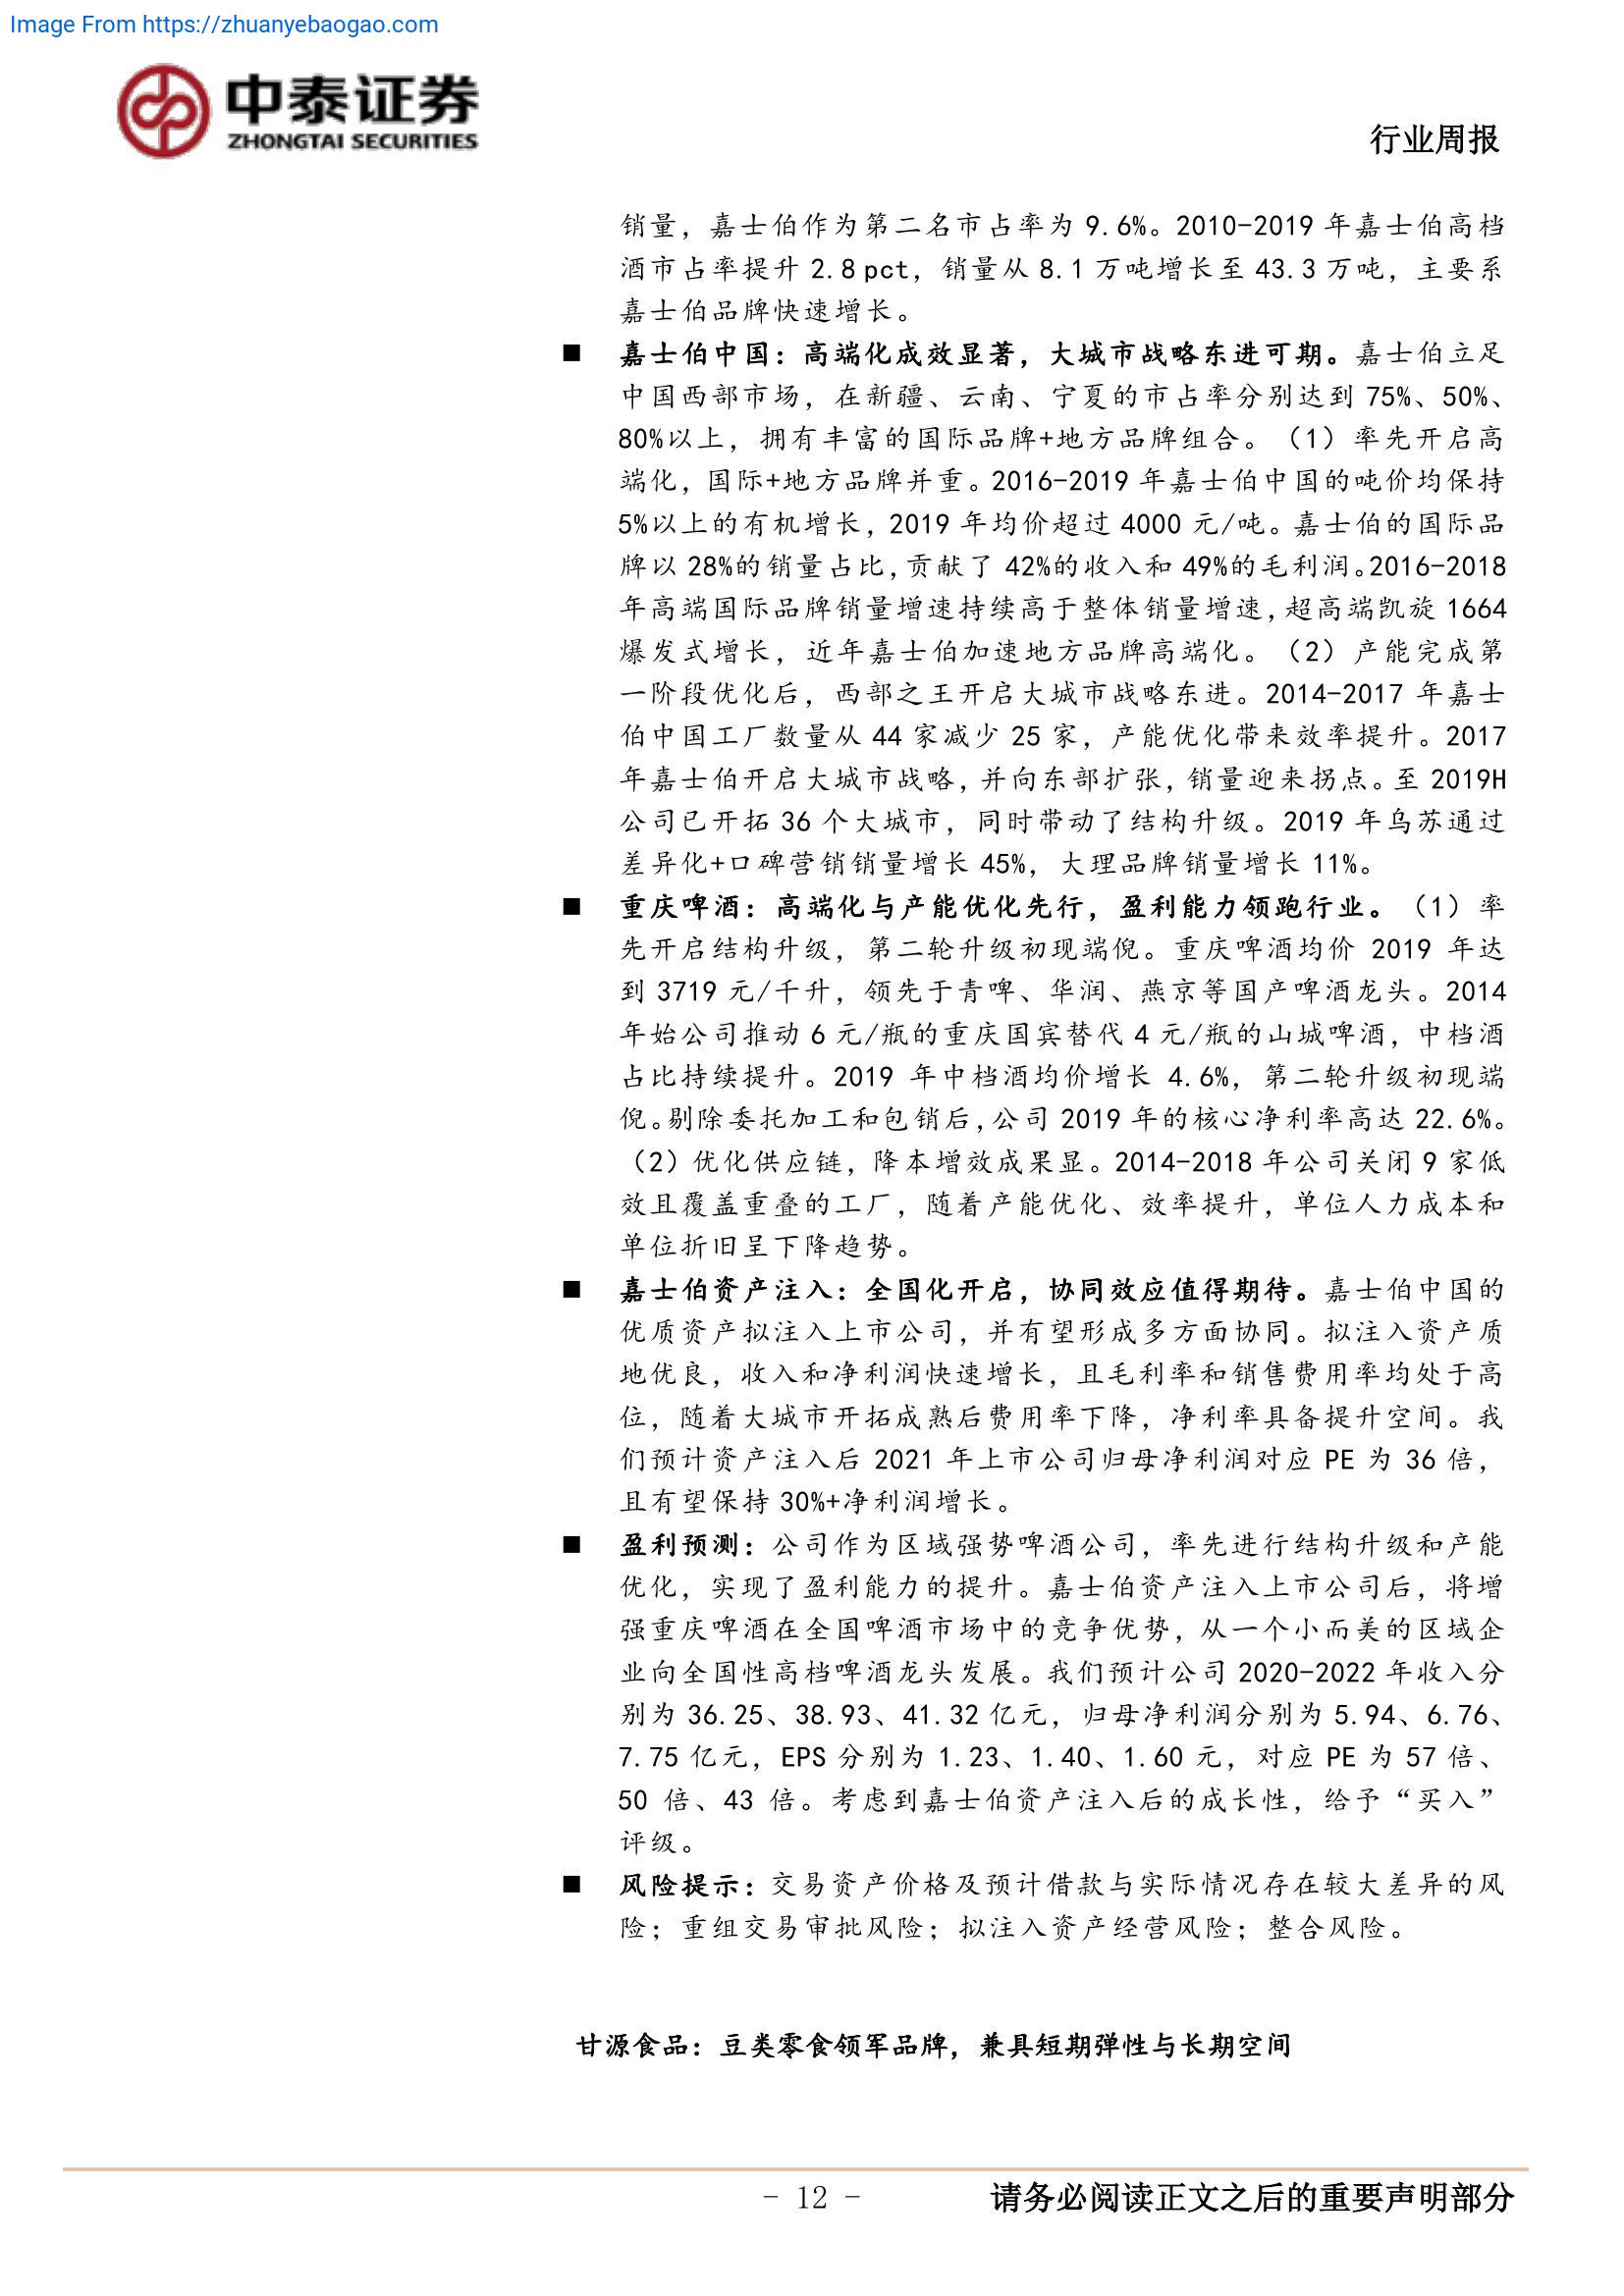 Image From https://zhuanyebaogao.com
中泰证券
ZHONGTAI SECURITIES
行业周报
销量，嘉士伯作为第二名市占率为 9.6%。2010-2019 年嘉士伯高档
酒市占率提升 2.8pct，销量从 8.1 万吨增长至 43.3 万吨，主要系
嘉士伯品牌快速增长。
■ 嘉士伯中国：高端化成效显著，大城市战略东进可期。嘉士伯立足
中国西部市场，在新疆、云南、宁夏的市占率分别达到 75%、50%、
80%以上，拥有丰富的国际品牌+地方品牌组合。（1）率先开启高
端化，国际+地方品牌并重。2016-2019 年嘉士伯中国的吨价均保持
5%以上的有机增长，2019 年均价超过 4000 元/吨。嘉士伯的国际品
牌以 28%的销量占比，贡献了 42%的收入和 49%的毛利润。2016-2018
年高端国际品牌销量增速持续高于整体销量增速，超高端凯旋 1664
爆发式增长，近年嘉士伯加速地方品牌高端化。（2）产能完成第
一阶段优化后，西部之王开启大城市战略东进。2014-2017 年嘉士
伯中国工厂数量从 44 家减少 25 家，产能优化带来效率提升。2017
年嘉士伯开启大城市战略，并向东部扩张，销量迎来拐点。至 2019H
公司已开拓 36 个大城市，同时带动了结构升级。2019 年乌苏通过
差异化+口碑营销销量增长 45%，大理品牌销量增长 11%。
■ 重庆啤酒：高端化与产能优化先行，盈利能力领跑行业。（1）率
先开启结构升级，第二轮升级初现端倪。重庆啤酒均价 2019 年达
到 3719 元/千升，领先于青啤、华润、燕京等国产啤酒龙头。2014
年始公司推动 6 元/瓶的重庆国宾替代 4 元/瓶的山城啤酒，中档酒
占比持续提升。2019 年中档酒均价增长 4.6%，第二轮升级初现端
倪。剔除委托加工和包销后，公司 2019 年的核心净利率高达 22.6%。
（2）优化供应链，降本增效成果显。2014-2018 年公司关闭 9 家低
效且覆盖重叠的工厂，随着产能优化、效率提升，单位人力成本和
单位折旧呈下降趋势。
■ 嘉士伯资产注入：全国化开启，协同效应值得期待。嘉士伯中国的
优质资产拟注入上市公司，并有望形成多方面协同。拟注入资产质
地优良，收入和净利润快速增长，且毛利率和销售费用率均处于高
位，随着大城市开拓成熟后费用率下降，净利率具备提升空间。我
们预计资产注入后 2021 年上市公司归母净利润对应 PE 为 36 倍，
且有望保持 30%+净利润增长。
■ 盈利预测：公司作为区域强势啤酒公司，率先进行结构升级和产能
优化，实现了盈利能力的提升。嘉士伯资产注入上市公司后，将增
强重庆啤酒在全国啤酒市场中的竞争优势，从一个小而美的区域企
业向全国性高档啤酒龙头发展。我们预计公司 2020-2022 年收入分
别为 36.25、38.93、41.32 亿元，归母净利润分别为 5.94、6.76、
7.75 亿元，EPS 分别为 1.23、1.40、1.60 元，对应 PE 为 57 倍、
50 倍、43 倍。考虑到嘉士伯资产注入后的成长性，给予“买入”
评级。
■ 风险提示：交易资产价格及预计借款与实际情况存在较大差异的风
险；重组交易审批风险；拟注入资产经营风险；整合风险。
甘源食品：豆类零食领军品牌，兼具短期弹性与长期空间
- 12 -
请务必阅读正文之后的重要声明部分